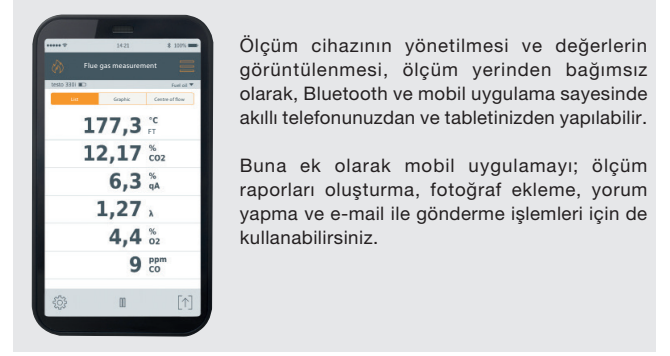 14:21
100%
Flue gas measurement
testo 330i
Fuel oil
List
Graphic
Centre of flow
177,3 °C FT
12,17 % CO2
6,3 % qA
1,27 λ
4,4 % O2
9 ppm CO
Ölçüm cihazının yönetilmesi ve değerlerin
görüntülenmesi, ölçüm yerinden bağımsız
olarak, Bluetooth ve mobil uygulama sayesinde
akıllı telefonunuzdan ve tabletinizden yapılabilir.
Buna ek olarak mobil uygulamayı; ölçüm
raporları oluşturma, fotoğraf ekleme, yorum
yapma ve e-mail ile gönderme işlemleri için de
kullanabilirsiniz.